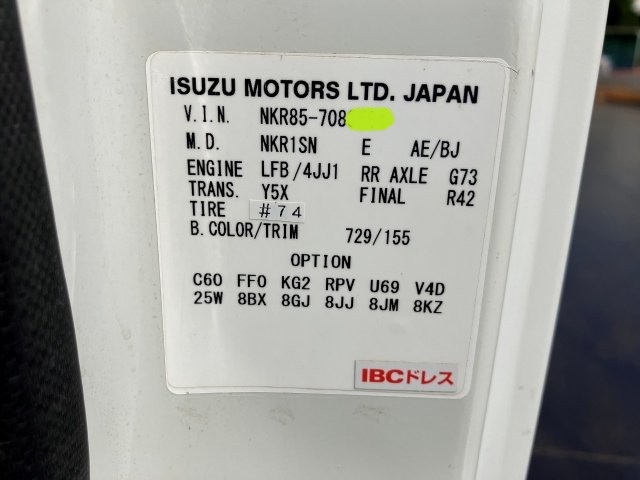 ISUZU MOTORS LTD. JAPAN
V.I.N. NKR85-708
M.D. NKR1SN E AE/BJ
ENGINE LFB/4JJ1 RR AXLE G73
TRANS. Y5X FINAL R42
TIRE #74
B.COLOR/TRIM 729/155
OPTION
C60 FF0 KG2 RPV U69 V4D
25W 8BX 8GJ 8JJ 8JM 8KZ
IBCドレス